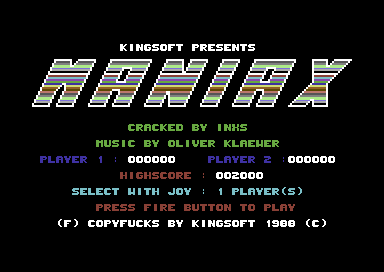 KINGSOFT PRESENTS
MANIAX
CRACKED BY INXS
MUSIC BY OLIVER KLAEWER
PLAYER 1 : 000000 PLAYER 2 :000000
HIGHSCORE : 002000
SELECT WITH JOY : 1 PLAYER(S)
PRESS FIRE BUTTON TO PLAY
(F) COPYFUCKS BY KINGSOFT 1988 (C)